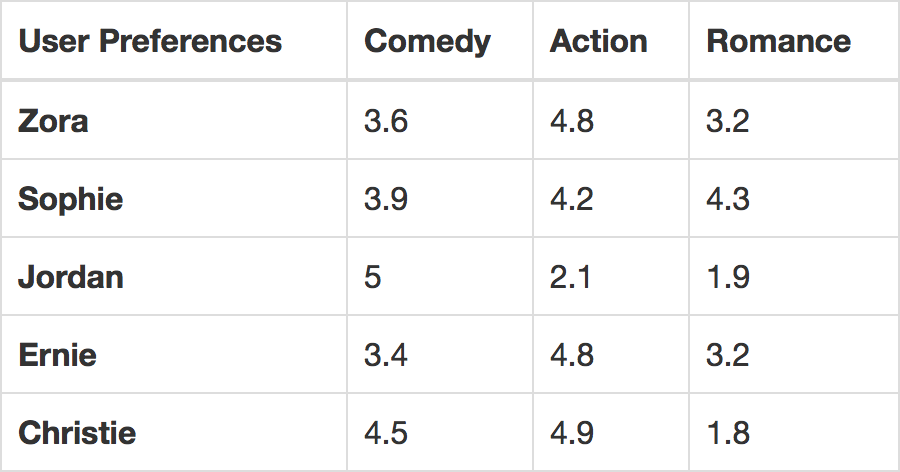 User Preferences Comedy Action Romance
Zora 3.6 4.8 3.2
Sophie 3.9 4.2 4.3
Jordan 5 2.1 1.9
Ernie 3.4 4.8 3.2
Christie 4.5 4.9 1.8